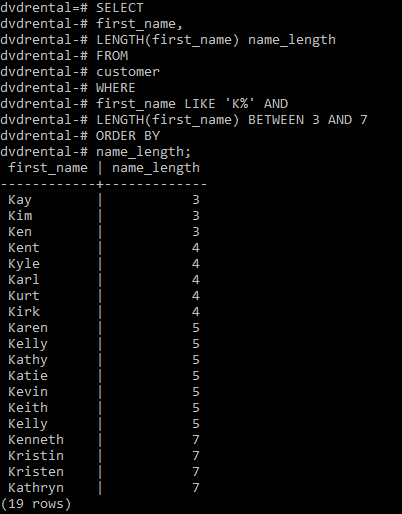 dvdrental=# SELECT
dvdrental-# first_name,
dvdrental-# LENGTH(first_name) name_length
dvdrental-# FROM
dvdrental-# customer
dvdrental-# WHERE
dvdrental-# first_name LIKE 'K%' AND
dvdrental-# LENGTH(first_name) BETWEEN 3 AND 7
dvdrental-# ORDER BY
dvdrental-# name_length;
 first_name | name_length
------------+-------------
 Kay        |           3
 Kim        |           3
 Ken        |           3
 Kent       |           4
 Kyle       |           4
 Karl       |           4
 Kurt       |           4
 Kirk       |           4
 Karen      |           5
 Kelly      |           5
 Kathy      |           5
 Katie      |           5
 Kevin      |           5
 Keith      |           5
 Kelly      |           5
 Kenneth    |           7
 Kristin    |           7
 Kristen    |           7
 Kathryn    |           7
(19 rows)